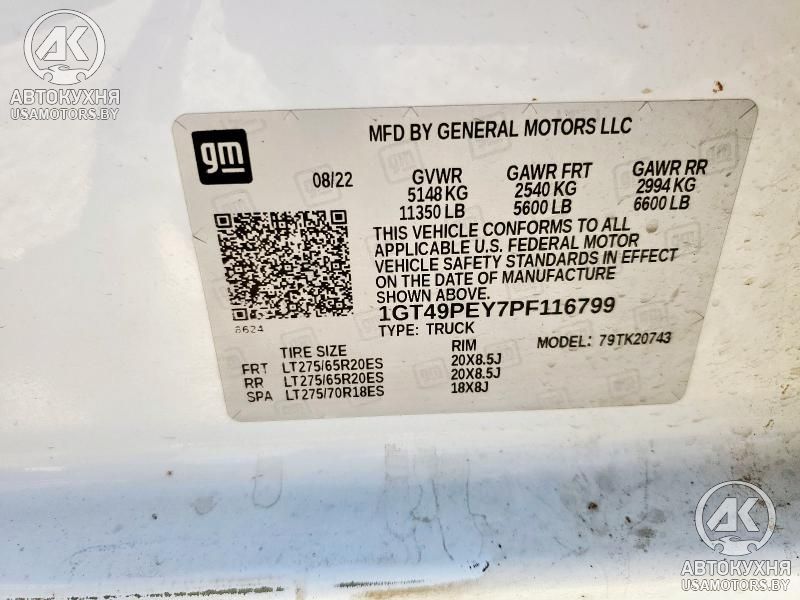 AK
АВТОКУХНЯ
USAMOTORS.BY
gm
MFD BY GENERAL MOTORS LLC
08/22
GVWR GAWR FRT GAWR RR
5148 KG 2540 KG 2994 KG
11350 LB 5600 LB 6600 LB
THIS VEHICLE CONFORMS TO ALL
APPLICABLE U.S. FEDERAL MOTOR
VEHICLE SAFETY STANDARDS IN EFFECT
ON THE DATE OF MANUFACTURE
SHOWN ABOVE.
8624
1GT49PEY7PF116799
TYPE: TRUCK MODEL: 79TK20743
TIRE SIZE RIM
FRT LT275/65R20ES 20X8.5J
RR LT275/65R20ES 20X8.5J
SPA LT275/70R18ES 18X8J
AK
АВТОКУХНЯ
USAMOTORS.BY